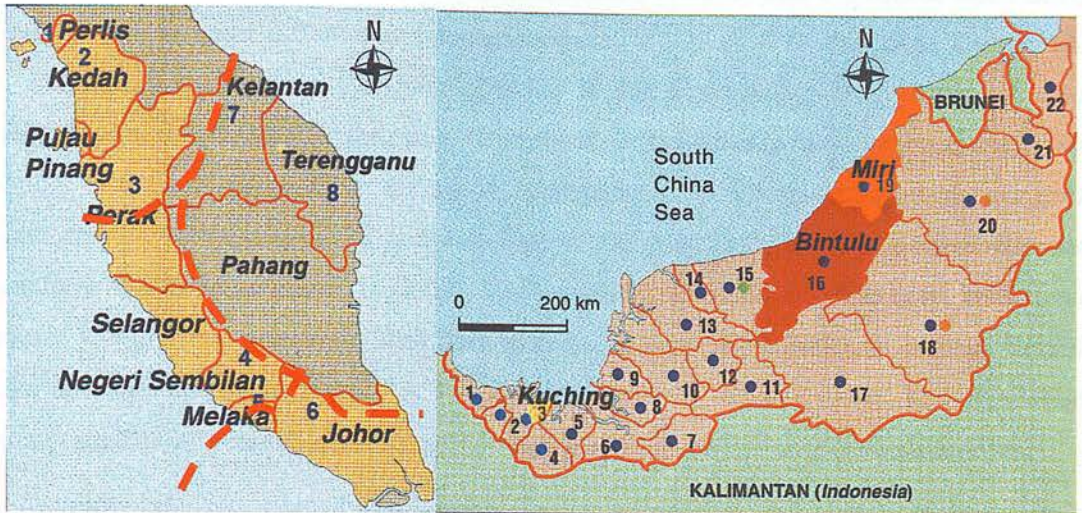 1 Perlis
2
Kedah
Pulau
Pinang
3
Perak
N
Kelantan
7
Terengganu
8
Pahang
Selangor
4
Negeri Sembilan
5
Melaka
6
Johor
N
BRUNEI
22
21
South
China
Sea
Miri
19
20
Bintulu
16
14
15
0
200 km
13
18
9
10
12
11
17
1
Kuching
2
3
5
8
4
6
7
KALIMANTAN (Indonesia)